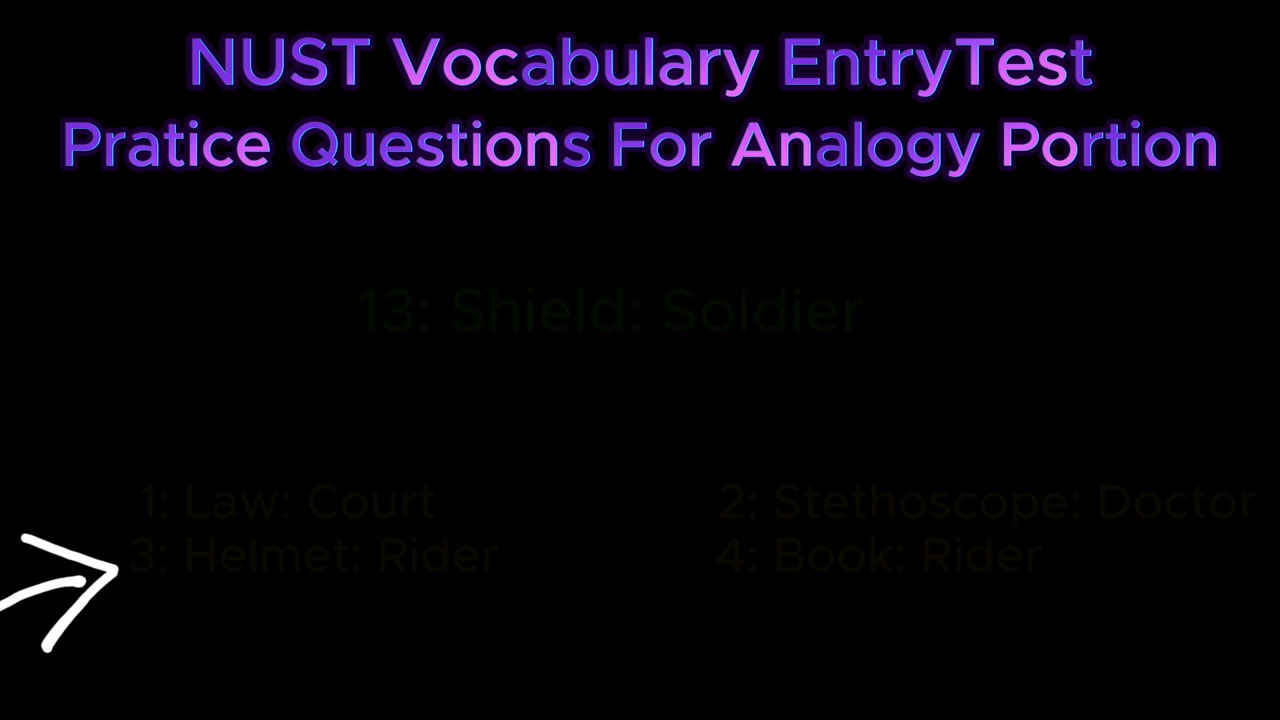 NUST Vocabulary EntryTest
Pratice Questions For Analogy Portion
13: Shield: Soldier
1: Law: Court
2: Stethoscope: Doctor
3: Helmet: Rider
4: Book: Rider